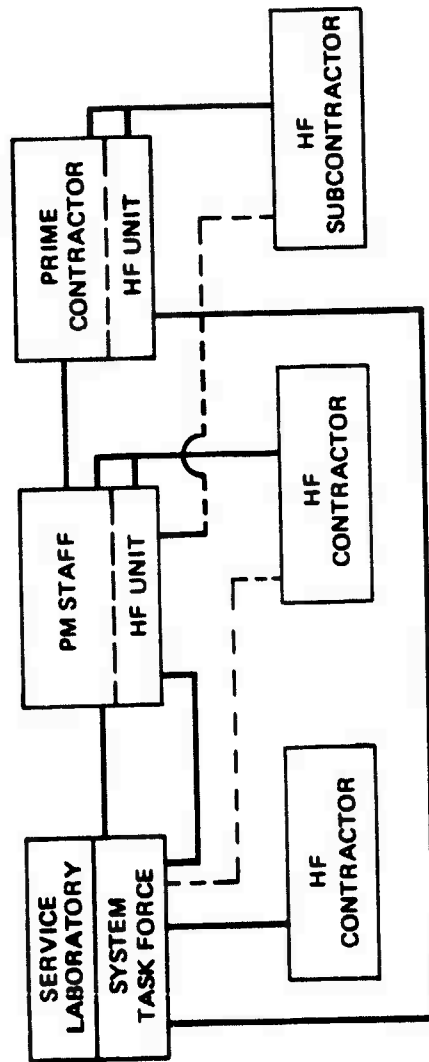 SERVICE
LABORATORY
SYSTEM
TASK FORCE
PM STAFF
HF UNIT
PRIME
CONTRACTOR
HF UNIT
HF
CONTRACTOR
HF
CONTRACTOR
HF
SUBCONTRACTOR